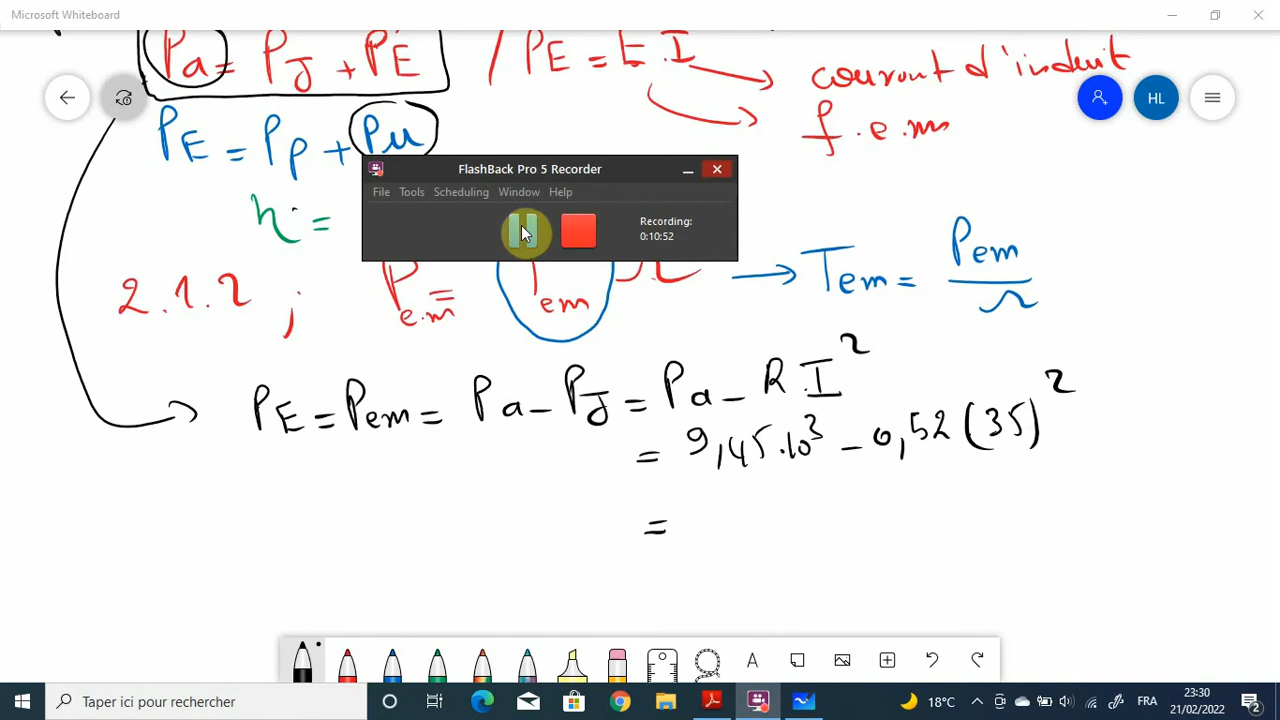 Microsoft Whiteboard
Pa = PJ + PE / PE = E.I
courant d'induit
f.e.m
HL
PE = Pp + Pu
FlashBack Pro 5 Recorder
File Tools Scheduling Window Help
Recording:
0:10:52
η =
2.1.2 ; Pe.m = Tem Ω → Tem = Pem / Ω
PE = Pem = Pa - PJ = Pa - R.I²
= 9,45.10³ - 0,52 (35)²
=
A
Taper ici pour rechercher
18°C
FRA
23:30
21/02/2022
2